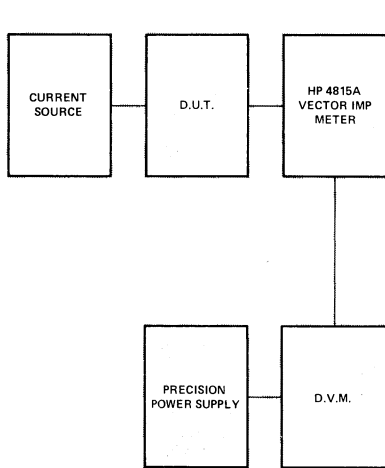 CURRENT
SOURCE
D.U.T.
HP 4815A
VECTOR IMP
METER
PRECISION
POWER SUPPLY
D.V.M.